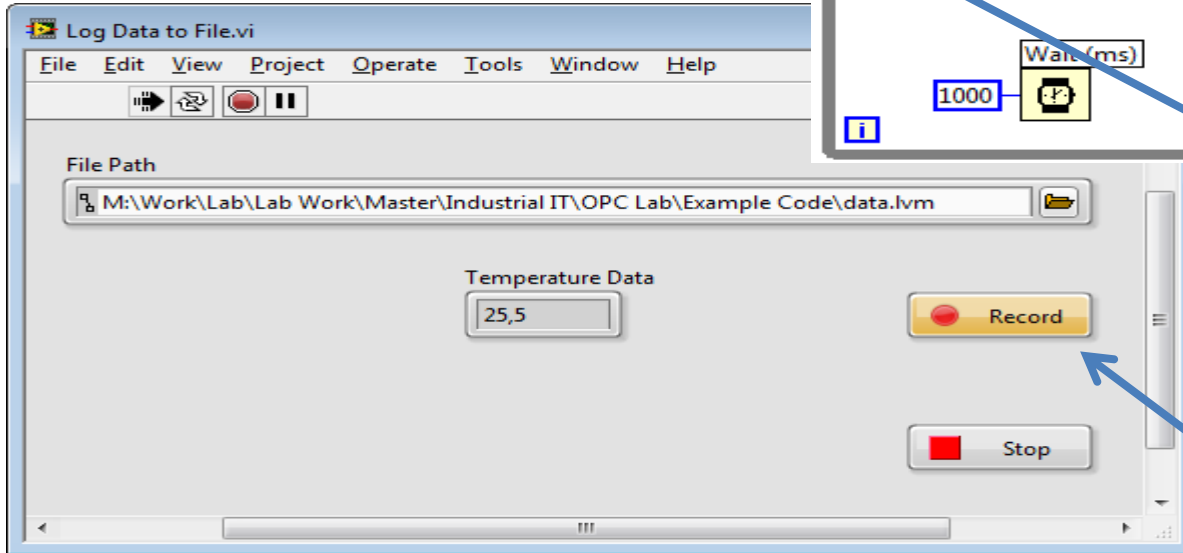 Log Data to File.vi
File Edit View Project Operate Tools Window Help
Wait (ms)
1000
i
File Path
M:\Work\Lab\Lab Work\Master\Industrial IT\OPC Lab\Example Code\data.lvm
Temperature Data
25,5
Record
Stop